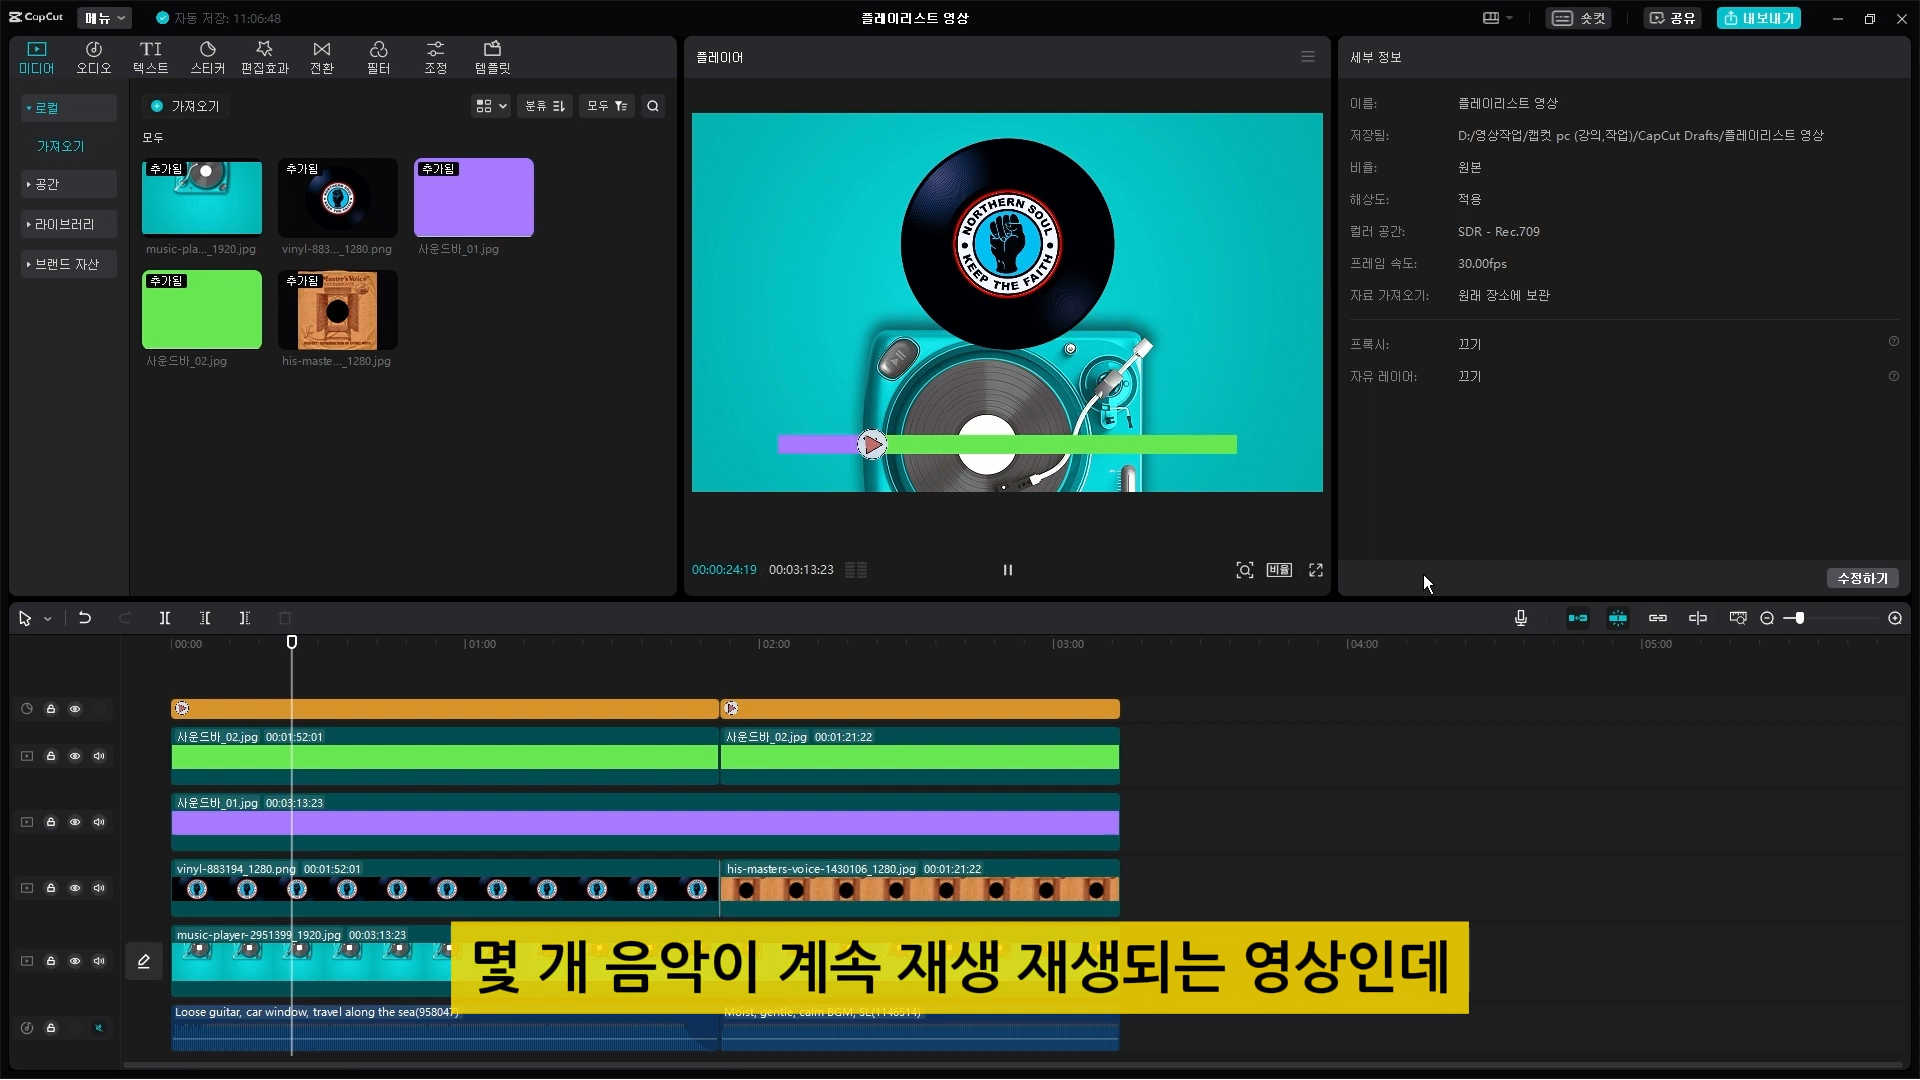 CapCut
메뉴
자동 저장: 11:06:48
플레이리스트 영상
숏컷
공유
내보내기
미디어
오디오
텍스트
스티커
편집효과
전환
필터
조정
템플릿
로컬
가져오기
공간
라이브러리
브랜드 자산
가져오기
분류
모두
모두
추가됨
추가됨
추가됨
music-pla..._1920.jpg
vinyl-883..._1280.png
사운드바_01.jpg
추가됨
추가됨
Master's Voice
사운드바_02.jpg
his-maste..._1280.jpg
플레이어
NORTHERN SOUL
KEEP THE FAITH
00:00:24:19
00:03:13:23
비율
세부 정보
이름:
플레이리스트 영상
저장됨:
D:/영상작업/캡컷 pc (강의,작업)/CapCut Drafts/플레이리스트 영상
비율:
원본
해상도:
적용
컬러 공간:
SDR - Rec.709
프레임 속도:
30.00fps
자료 가져오기:
원래 장소에 보관
프록시:
끄기
자유 레이어:
끄기
수정하기
00:00
01:00
02:00
03:00
04:00
05:00
사운드바_02.jpg 00:01:52:01
사운드바_02.jpg 00:01:21:22
사운드바_01.jpg 00:03:13:23
vinyl-883194_1280.png 00:01:52:01
his-masters-voice-1430106_1280.jpg 00:01:21:22
music-player-2951399_1920.jpg 00:03:13:23
몇 개 음악이 계속 재생 재생되는 영상인데
Loose guitar, car window, travel along the sea(958047)
Moist, gentle, calm BGM, SE(1146514)